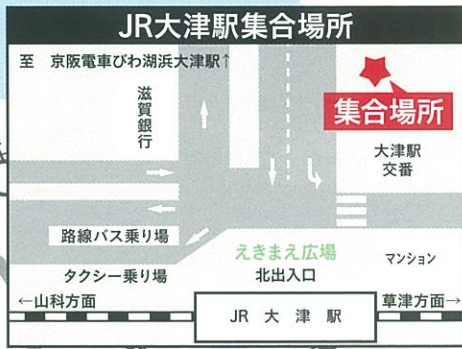 JR大津駅集合場所
至 京阪電車びわ湖浜大津駅↑
滋賀銀行
集合場所
大津駅
交番
路線バス乗り場
えきまえ広場
タクシー乗り場
北出入口
マンション
←山科方面
JR 大 津 駅
草津方面→